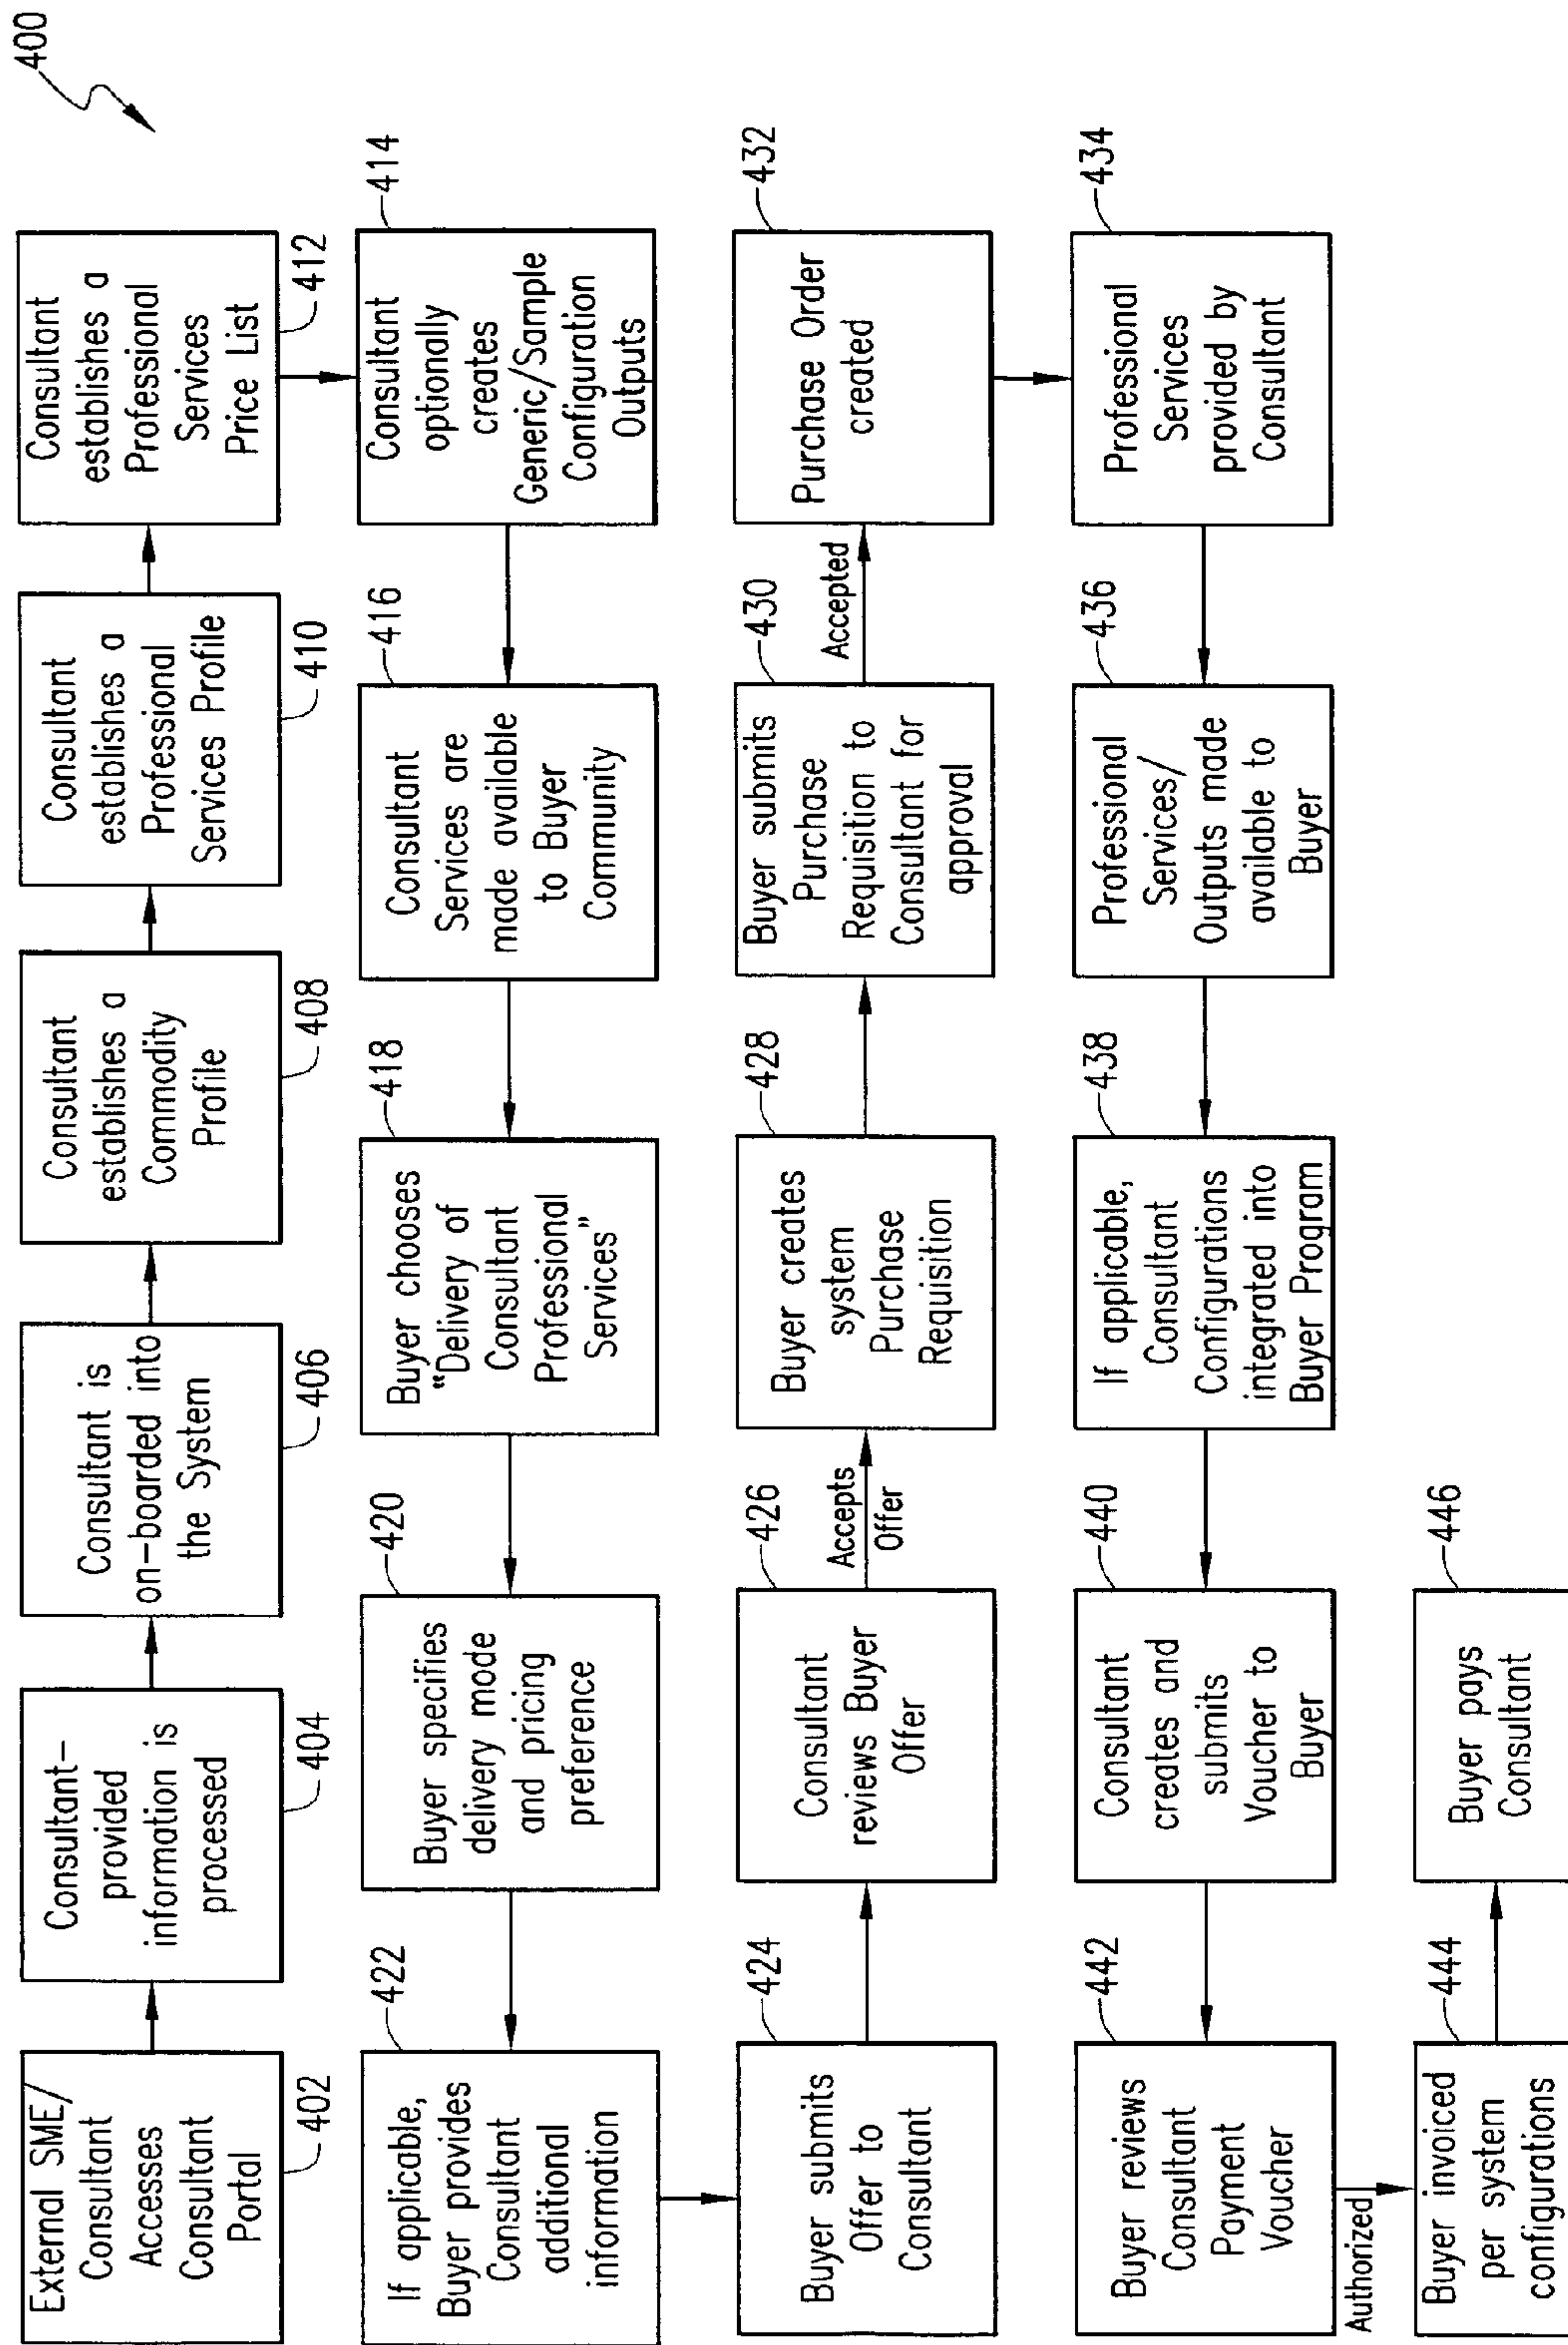 400
External SME/
Consultant
Accesses
Consultant
Portal
402
Consultant-
provided
information is
processed
404
Consultant is
on-boarded into
the System
406
Consultant
establishes a
Commodity
Profile
408
Consultant
establishes a
Professional
Services Profile
410
Consultant
establishes a
Professional
Services
Price List
412
Consultant
optionally
creates
Generic/Sample
Configuration
Outputs
414
Consultant
Services are
made available
to Buyer
Community
416
Buyer chooses
"Delivery of
Consultant
Professional
Services"
418
Buyer specifies
delivery mode
and pricing
preference
420
If applicable,
Buyer provides
Consultant
additional
information
422
Buyer submits
Offer to
Consultant
424
Consultant
reviews Buyer
Offer
426
Accepts
Offer
Buyer creates
system
Purchase
Requisition
428
Buyer submits
Purchase
Requisition to
Consultant for
approval
430
Accepted
Purchase Order
created
432
Professional
Services
provided by
Consultant
434
Professional
Services/
Outputs made
available to
Buyer
436
If applicable,
Consultant
Configurations
integrated into
Buyer Program
438
Consultant
creates and
submits
Voucher to
Buyer
440
Buyer reviews
Consultant
Payment
Voucher
442
Authorized
Buyer invoiced
per system
configurations
444
Buyer pays
Consultant
446